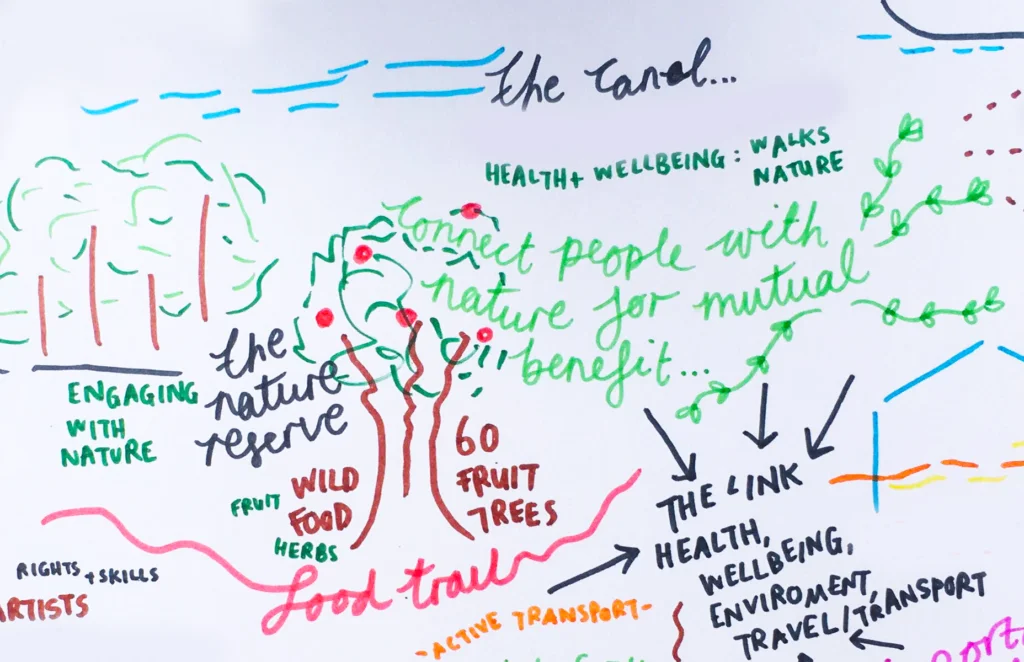 the Canal...
HEALTH + WELLBEING : WALKS
NATURE
Connect people with
nature for mutual
benefit...
the
nature
reserve
ENGAGING
WITH
NATURE
FRUIT
WILD
FOOD
HERBS
60
FRUIT
TREES
food trail
RIGHTS + SKILLS
ARTISTS
THE LINK
HEALTH,
WELLBEING,
ENVIROMENT,
TRAVEL/TRANSPORT
-ACTIVE TRANSPORT-